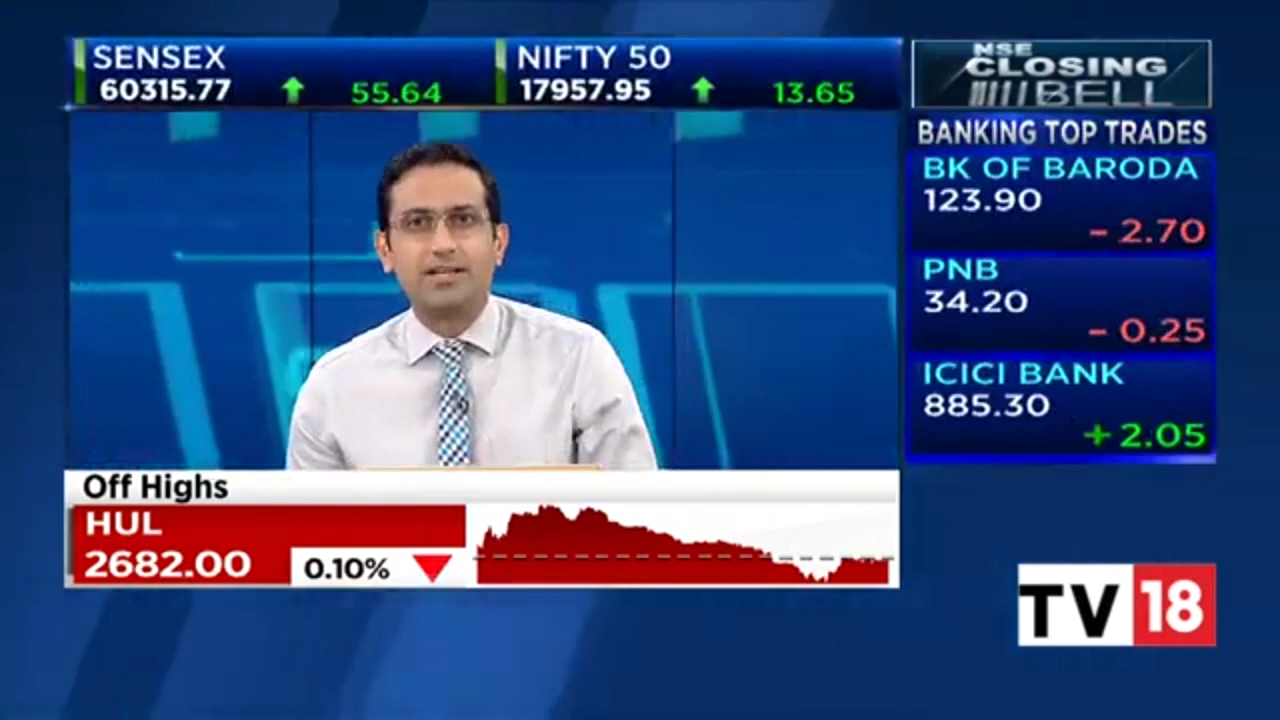 SENSEX
60315.77 55.64
NIFTY 50
17957.95 13.65
NSE
CLOSING
BELL
BANKING TOP TRADES
BK OF BARODA
123.90
- 2.70
PNB
34.20
- 0.25
ICICI BANK
885.30
+ 2.05
Off Highs
HUL
2682.00 0.10%
TV18